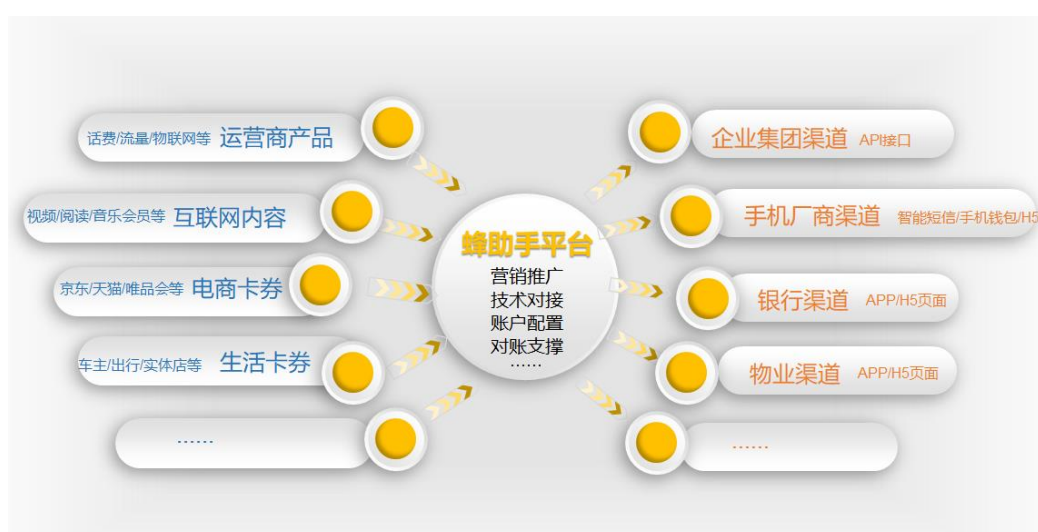 话费/流量/物联网等 运营商产品
视频/阅读/音乐会员等 互联网内容
京东/天猫/唯品会等 电商卡券
车主/出行/实体店等 生活卡券
……
蜂助手平台
营销推广
技术对接
账户配置
对账支撑
……
企业集团渠道 API接口
手机厂商渠道 智能短信/手机钱包/H5
银行渠道 APP/H5页面
物业渠道 APP/H5页面
……